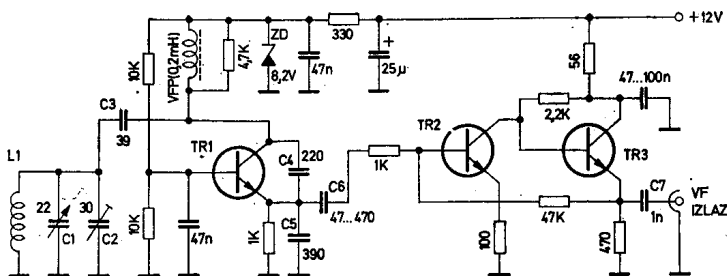 330
+12V
10K
VFP(0,2mH)
4,7K
ZD
8,2V
47n
+
25µ
56
47...100n
C3
39
TR1
C4
220
2,2K
TR2
TR3
L1
1K
C6
47...470
C7
1n
VF
IZLAZ
22
30
C1
C2
10K
47n
1K
C5
390
47K
100
470